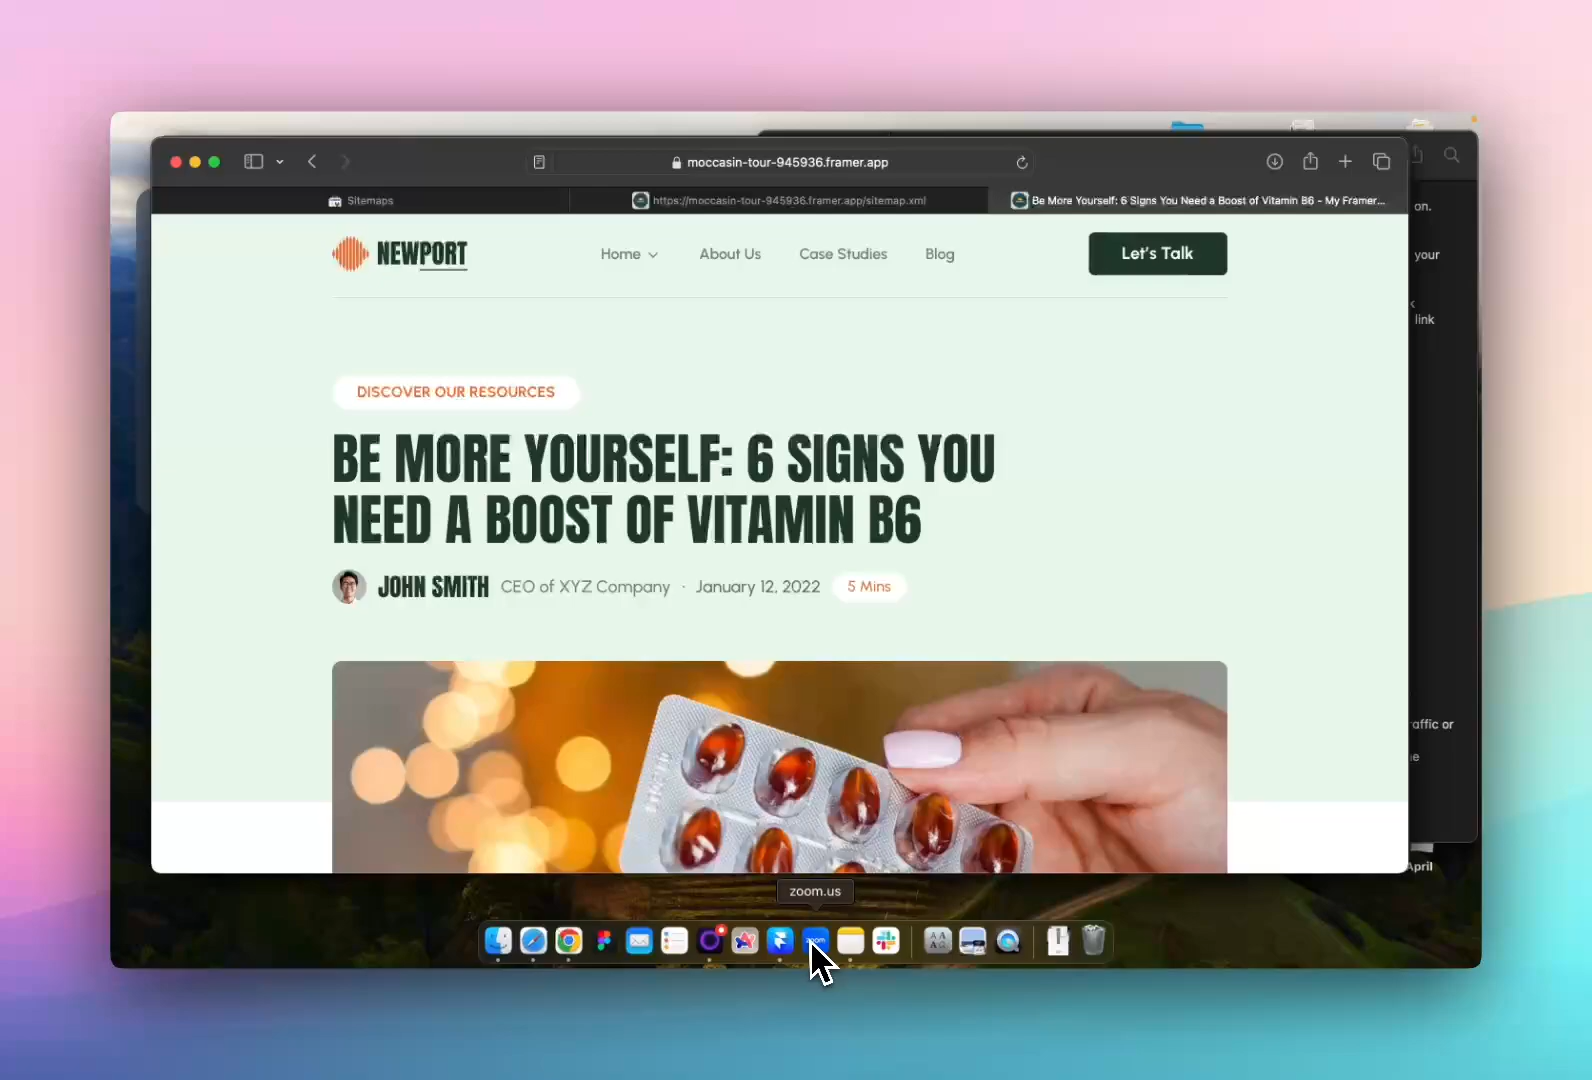 moccasin-tour-945936.framer.app
Sitemaps
https://moccasin-tour-945936.framer.app/sitemap.xml
Be More Yourself: 6 Signs You Need a Boost of Vitamin B6 - My Framer...
on.
NEWPORT
Home
About Us
Case Studies
Blog
Let's Talk
your
link
DISCOVER OUR RESOURCES
BE MORE YOURSELF: 6 SIGNS YOU
NEED A BOOST OF VITAMIN B6
JOHN SMITH CEO of XYZ Company · January 12, 2022 5 Mins
raffic or
April
zoom.us
zoom